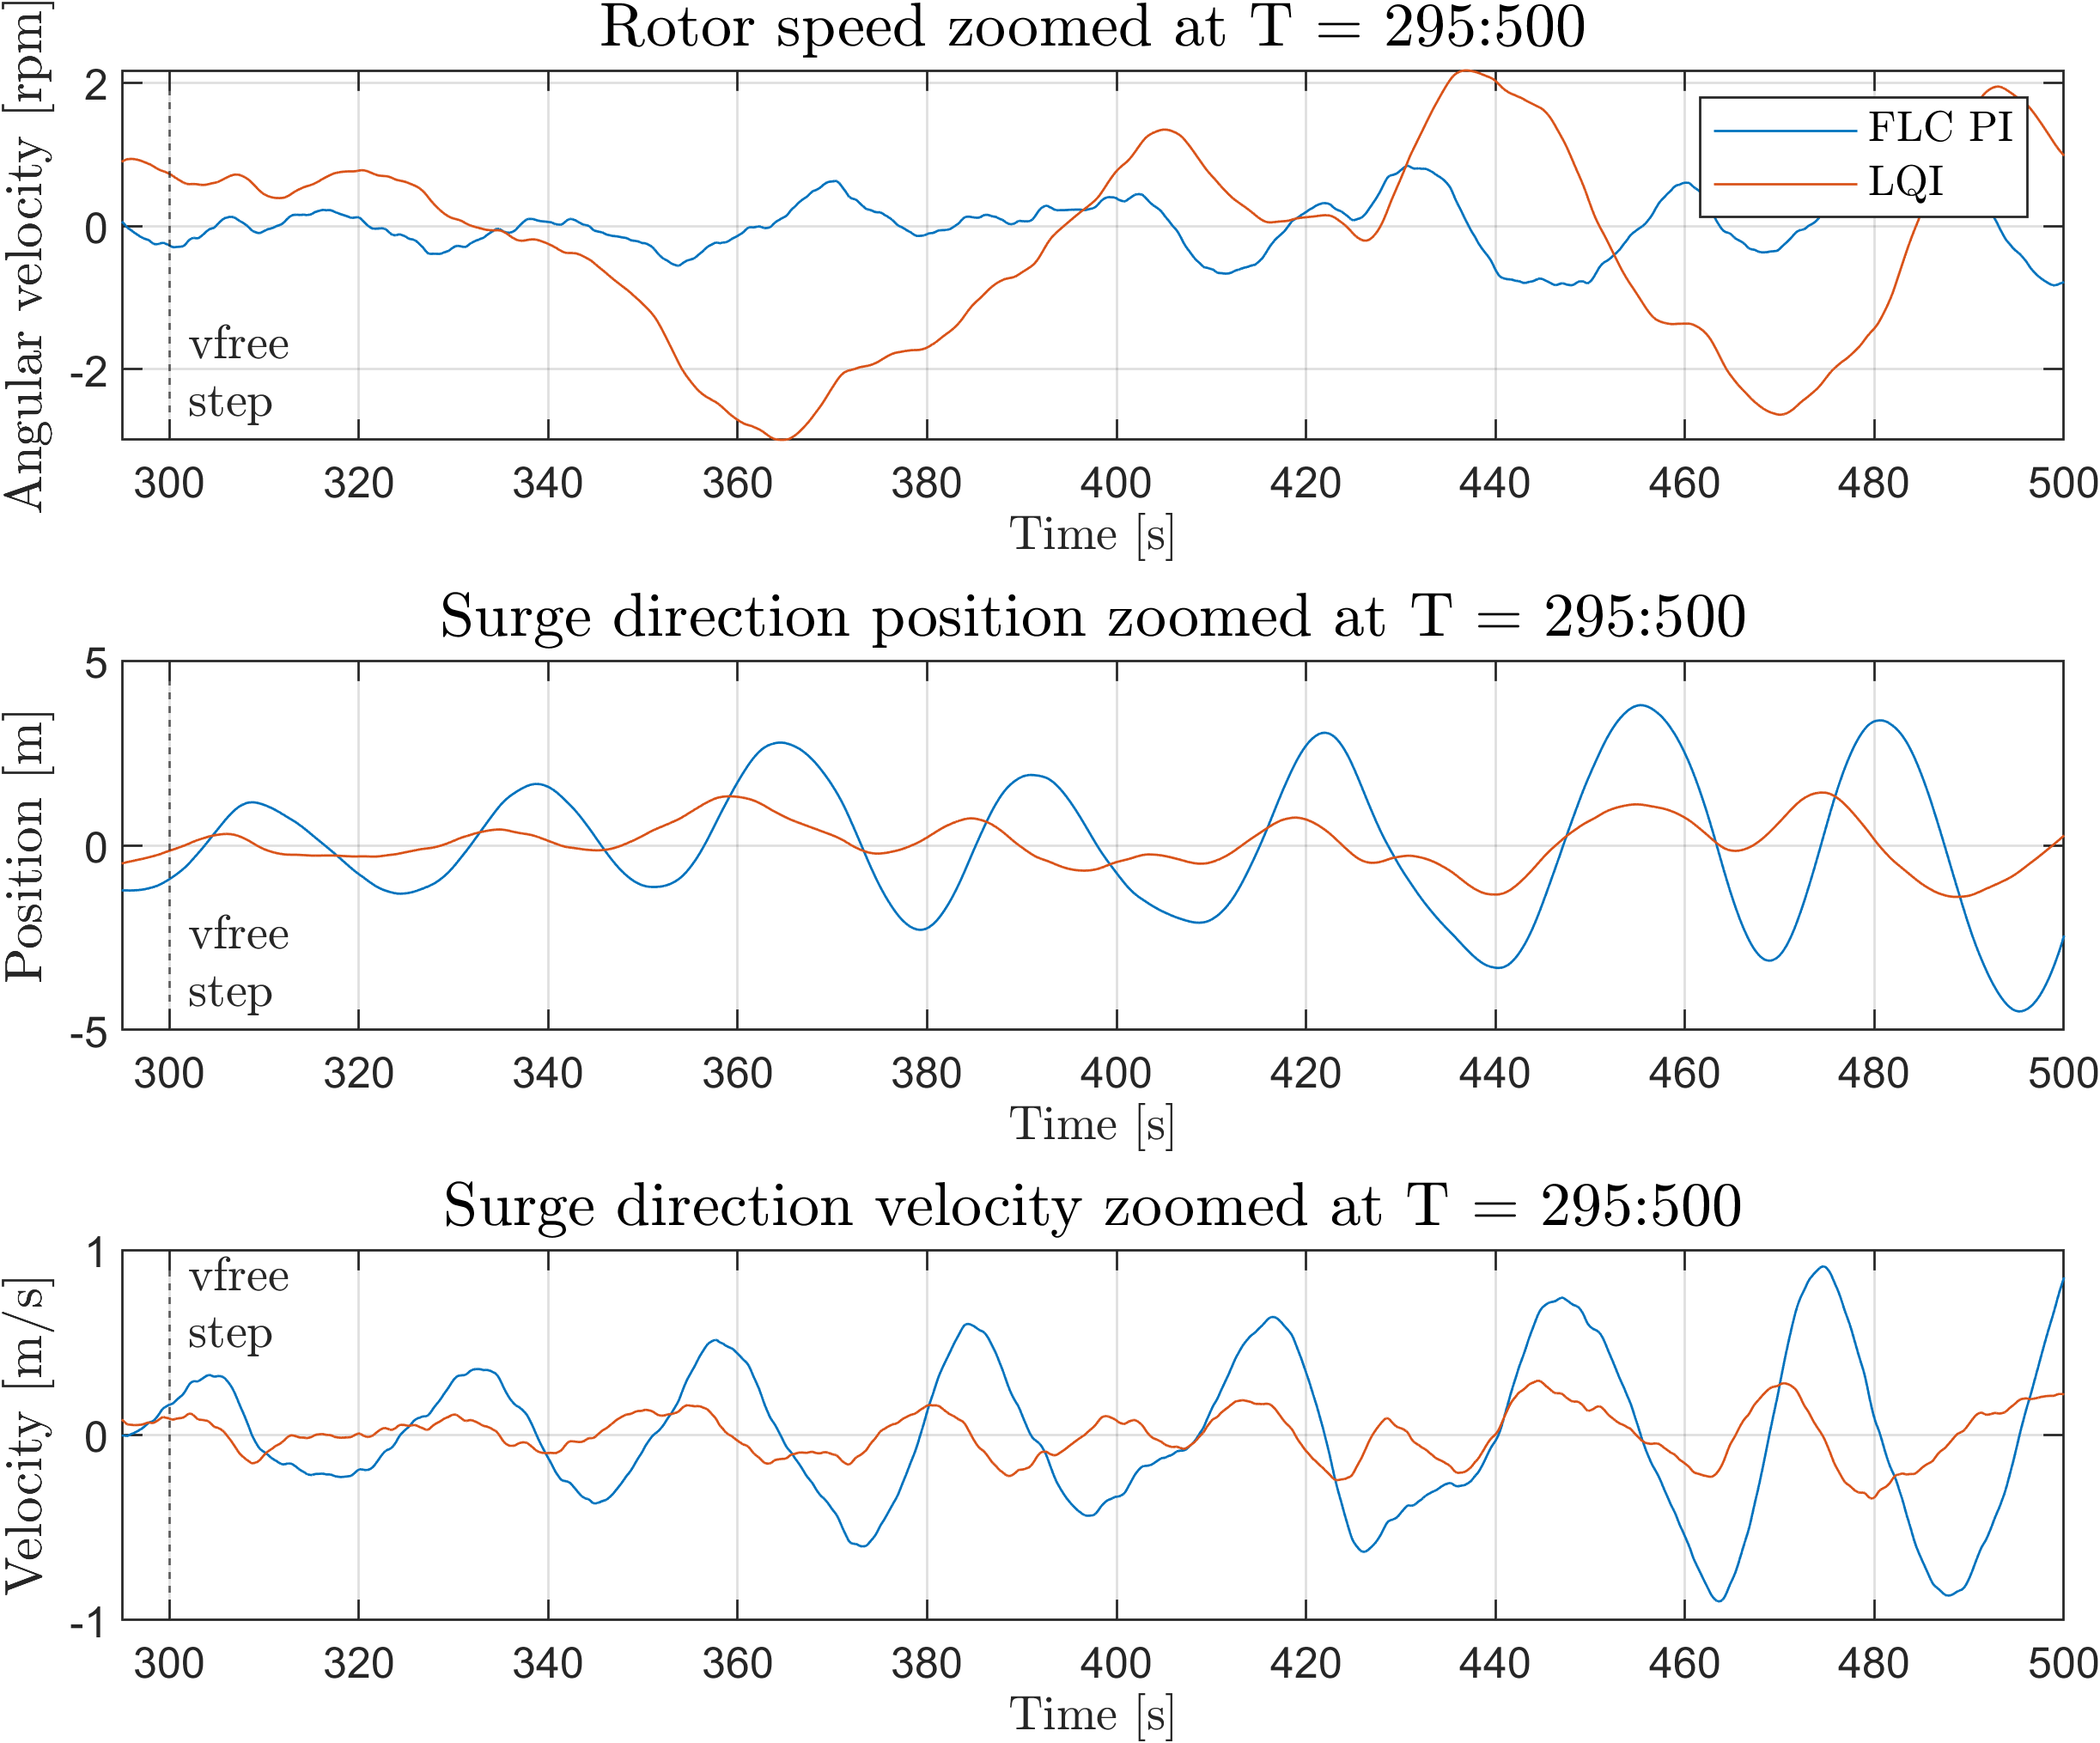 Rotor speed zoomed at T = 295:500
Angular velocity [rpm]
2
0
-2
FLC PI
LQI
vfree
step
300 320 340 360 380 400 420 440 460 480 500
Time [s]
Surge direction position zoomed at T = 295:500
Position [m]
5
0
-5
vfree
step
300 320 340 360 380 400 420 440 460 480 500
Time [s]
Surge direction velocity zoomed at T = 295:500
Velocity [m/s]
1
0
-1
vfree
step
300 320 340 360 380 400 420 440 460 480 500
Time [s]